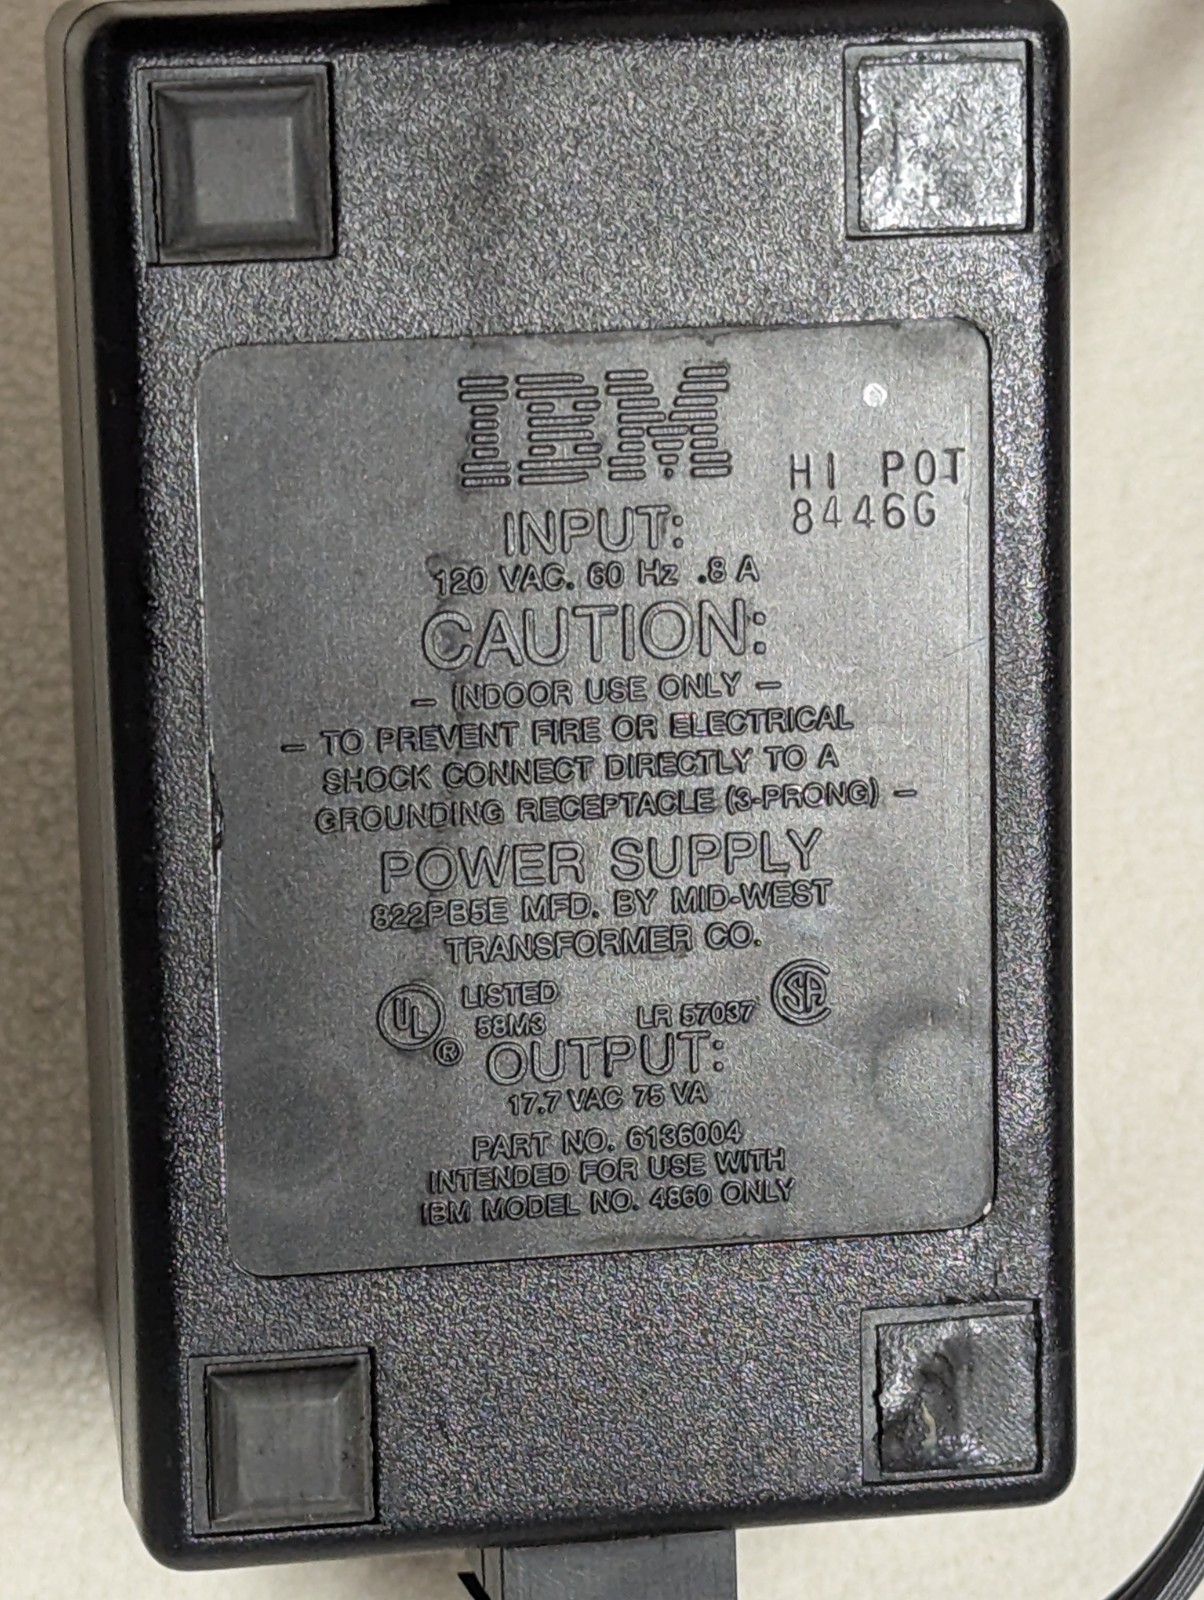 IBM
HI POT
8446G
INPUT:
120 VAC. 60 Hz .8 A
CAUTION:
– INDOOR USE ONLY –
– TO PREVENT FIRE OR ELECTRICAL
SHOCK CONNECT DIRECTLY TO A
GROUNDING RECEPTACLE (3-PRONG) –
POWER SUPPLY
822PB5E MFD. BY MID-WEST
TRANSFORMER CO.
UL ® LISTED
58M3
LR 57037
SA
OUTPUT:
17.7 VAC 75 VA
PART NO. 6136004
INTENDED FOR USE WITH
IBM MODEL NO. 4860 ONLY